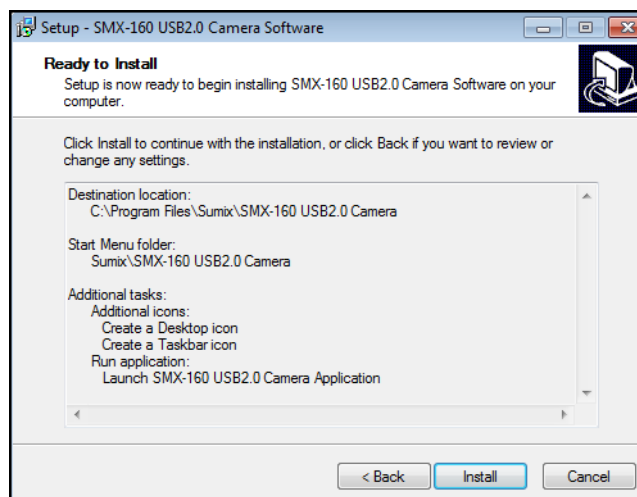 Setup - SMX-160 USB2.0 Camera Software
Ready to Install
Setup is now ready to begin installing SMX-160 USB2.0 Camera Software on your
computer.
Click Install to continue with the installation, or click Back if you want to review or
change any settings.
Destination location:
C:\Program Files\Sumix\SMX-160 USB2.0 Camera
Start Menu folder:
Sumix\SMX-160 USB2.0 Camera
Additional tasks:
Additional icons:
Create a Desktop icon
Create a Taskbar icon
Run application:
Launch SMX-160 USB2.0 Camera Application
< Back Install Cancel